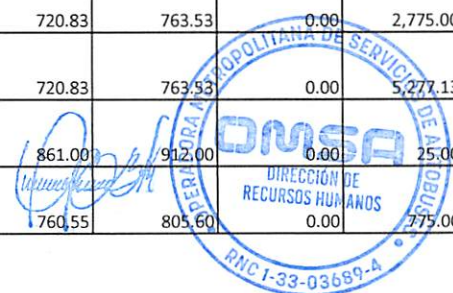 720.83 763.53 0.00 2,775.00
720.83 763.53 0.00 5,277.13
861.00 912.00 0.00 25.00
760.55 805.60 0.00 775.00
OPERADORA METROPOLITANA DE SERVICIOS DE AUTOBUSES
OMSA
DIRECCIÓN DE
RECURSOS HUMANOS
RNC 1-33-03689-4